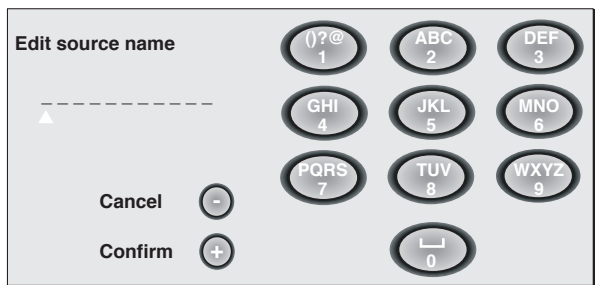 Edit source name
()?@
1
ABC
2
DEF
3
GHI
4
JKL
5
MNO
6
PQRS
7
TUV
8
WXYZ
9
Cancel -
Confirm +
0